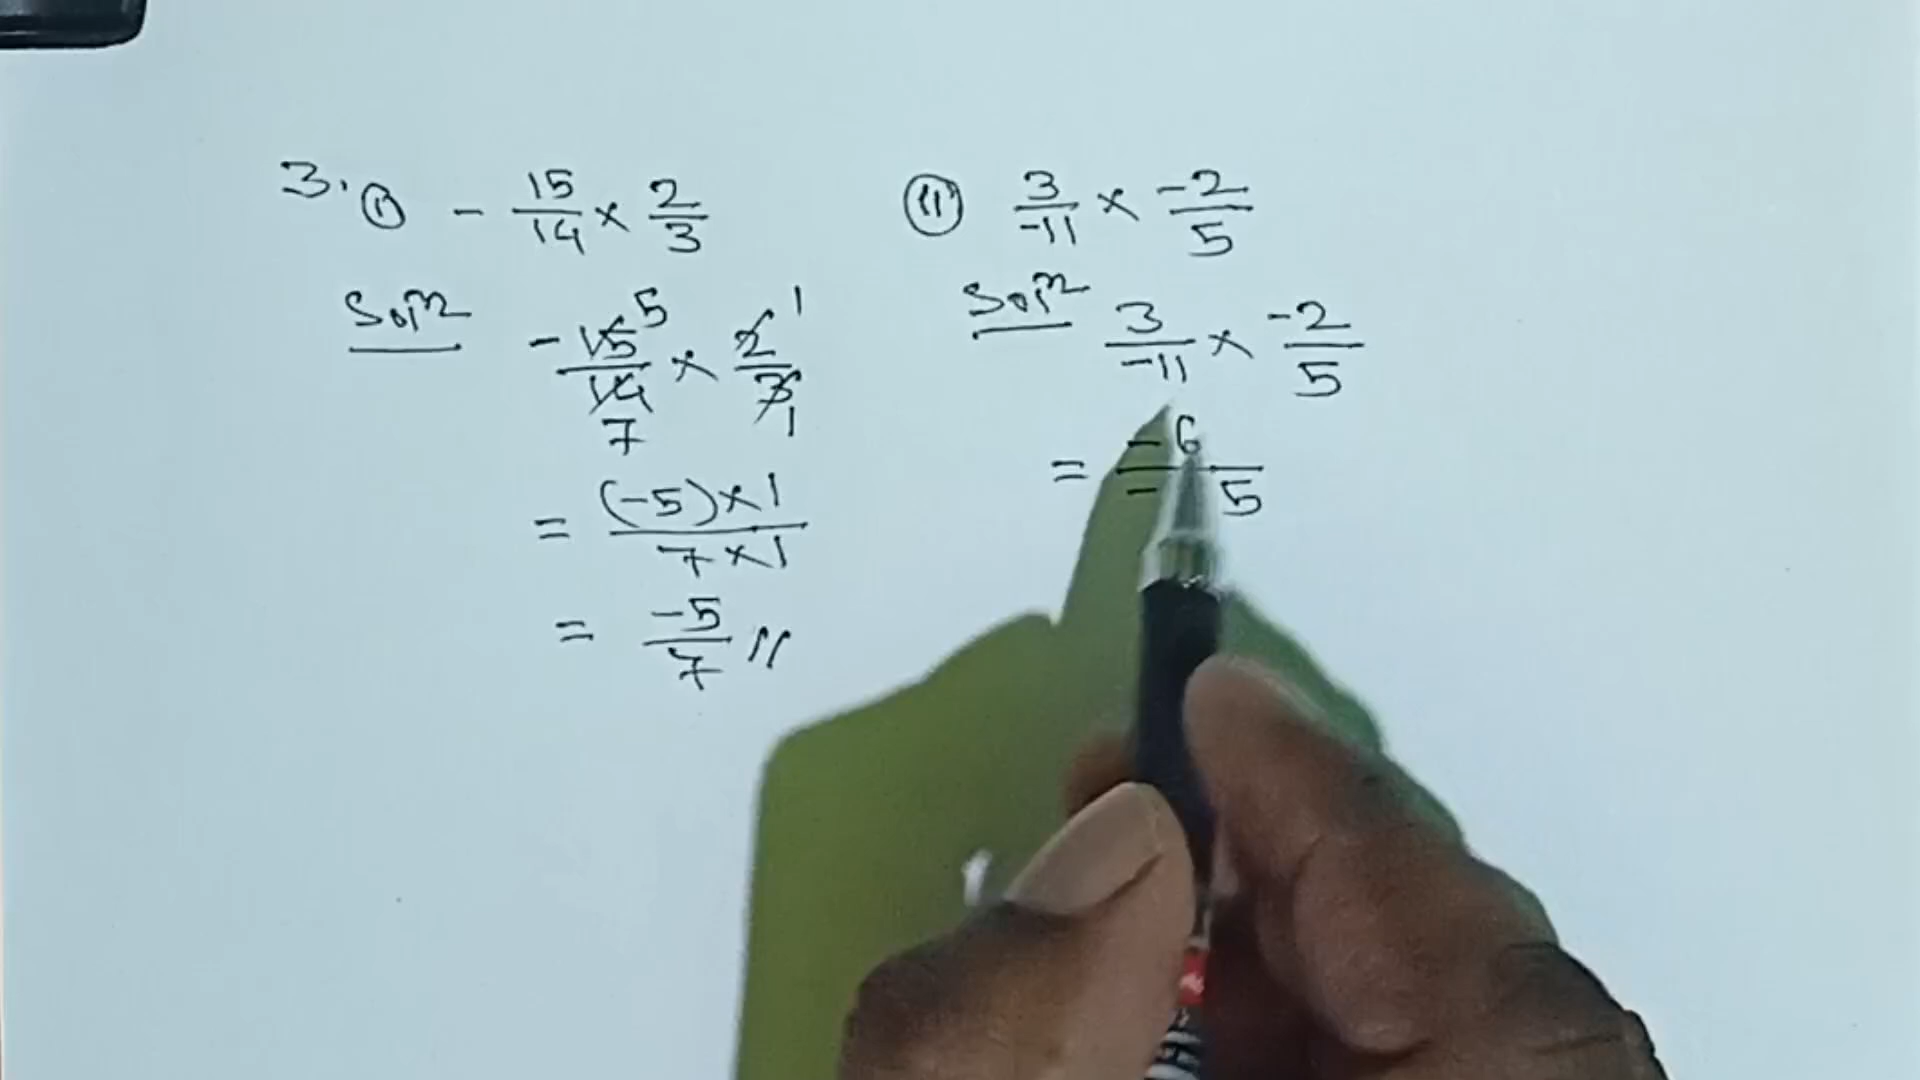 3. (i) - 15/14 × 2/3
Solⁿ - 15/14 × 2/3
5 1
7 1
= (-5)×1 / 7×1
= -5/7 //
(ii) 3/-11 × -2/5
Solⁿ 3/-11 × -2/5
= -6 / - 5